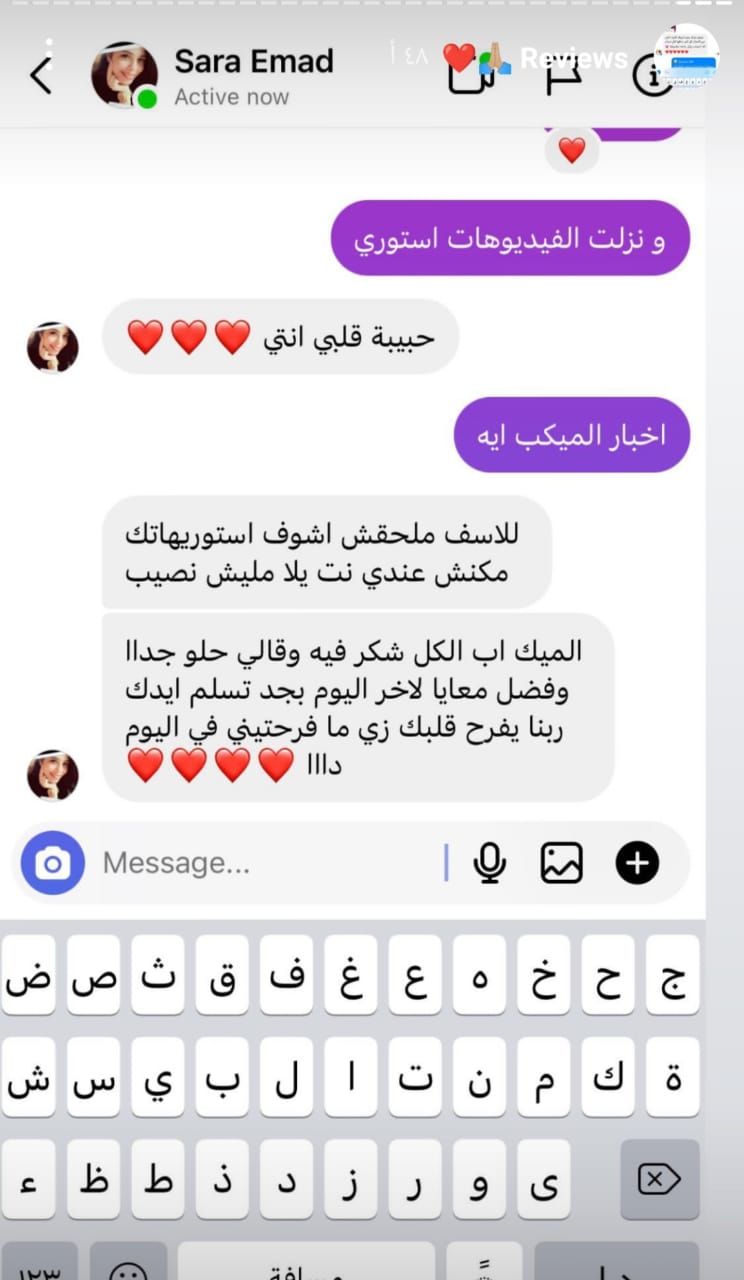 Reviews ❤️🙏🏼 ٤٨ أ
Sara Emad
Active now
❤️
و نزلت الفيديوهات استوري
حبيبة قلبي انتي ❤️❤️❤️
اخبار الميكب ايه
للاسف ملحقش اشوف استوريهاتك
مكنش عندي نت يلا مليش نصيب
الميك اب الكل شكر فيه وقالي حلو جداا
وفضل معايا لاخر اليوم بجد تسلم ايدك
ربنا يفرح قلبك زي ما فرحتيني في اليوم
داااا ❤️❤️❤️❤️
Message...
ض ص ث ق ف غ ع ه خ ح ج
ش س ي ب ل ا ت ن م ك ة
ء ظ ط ذ د ز ر و ى
١٢٣ مسافة